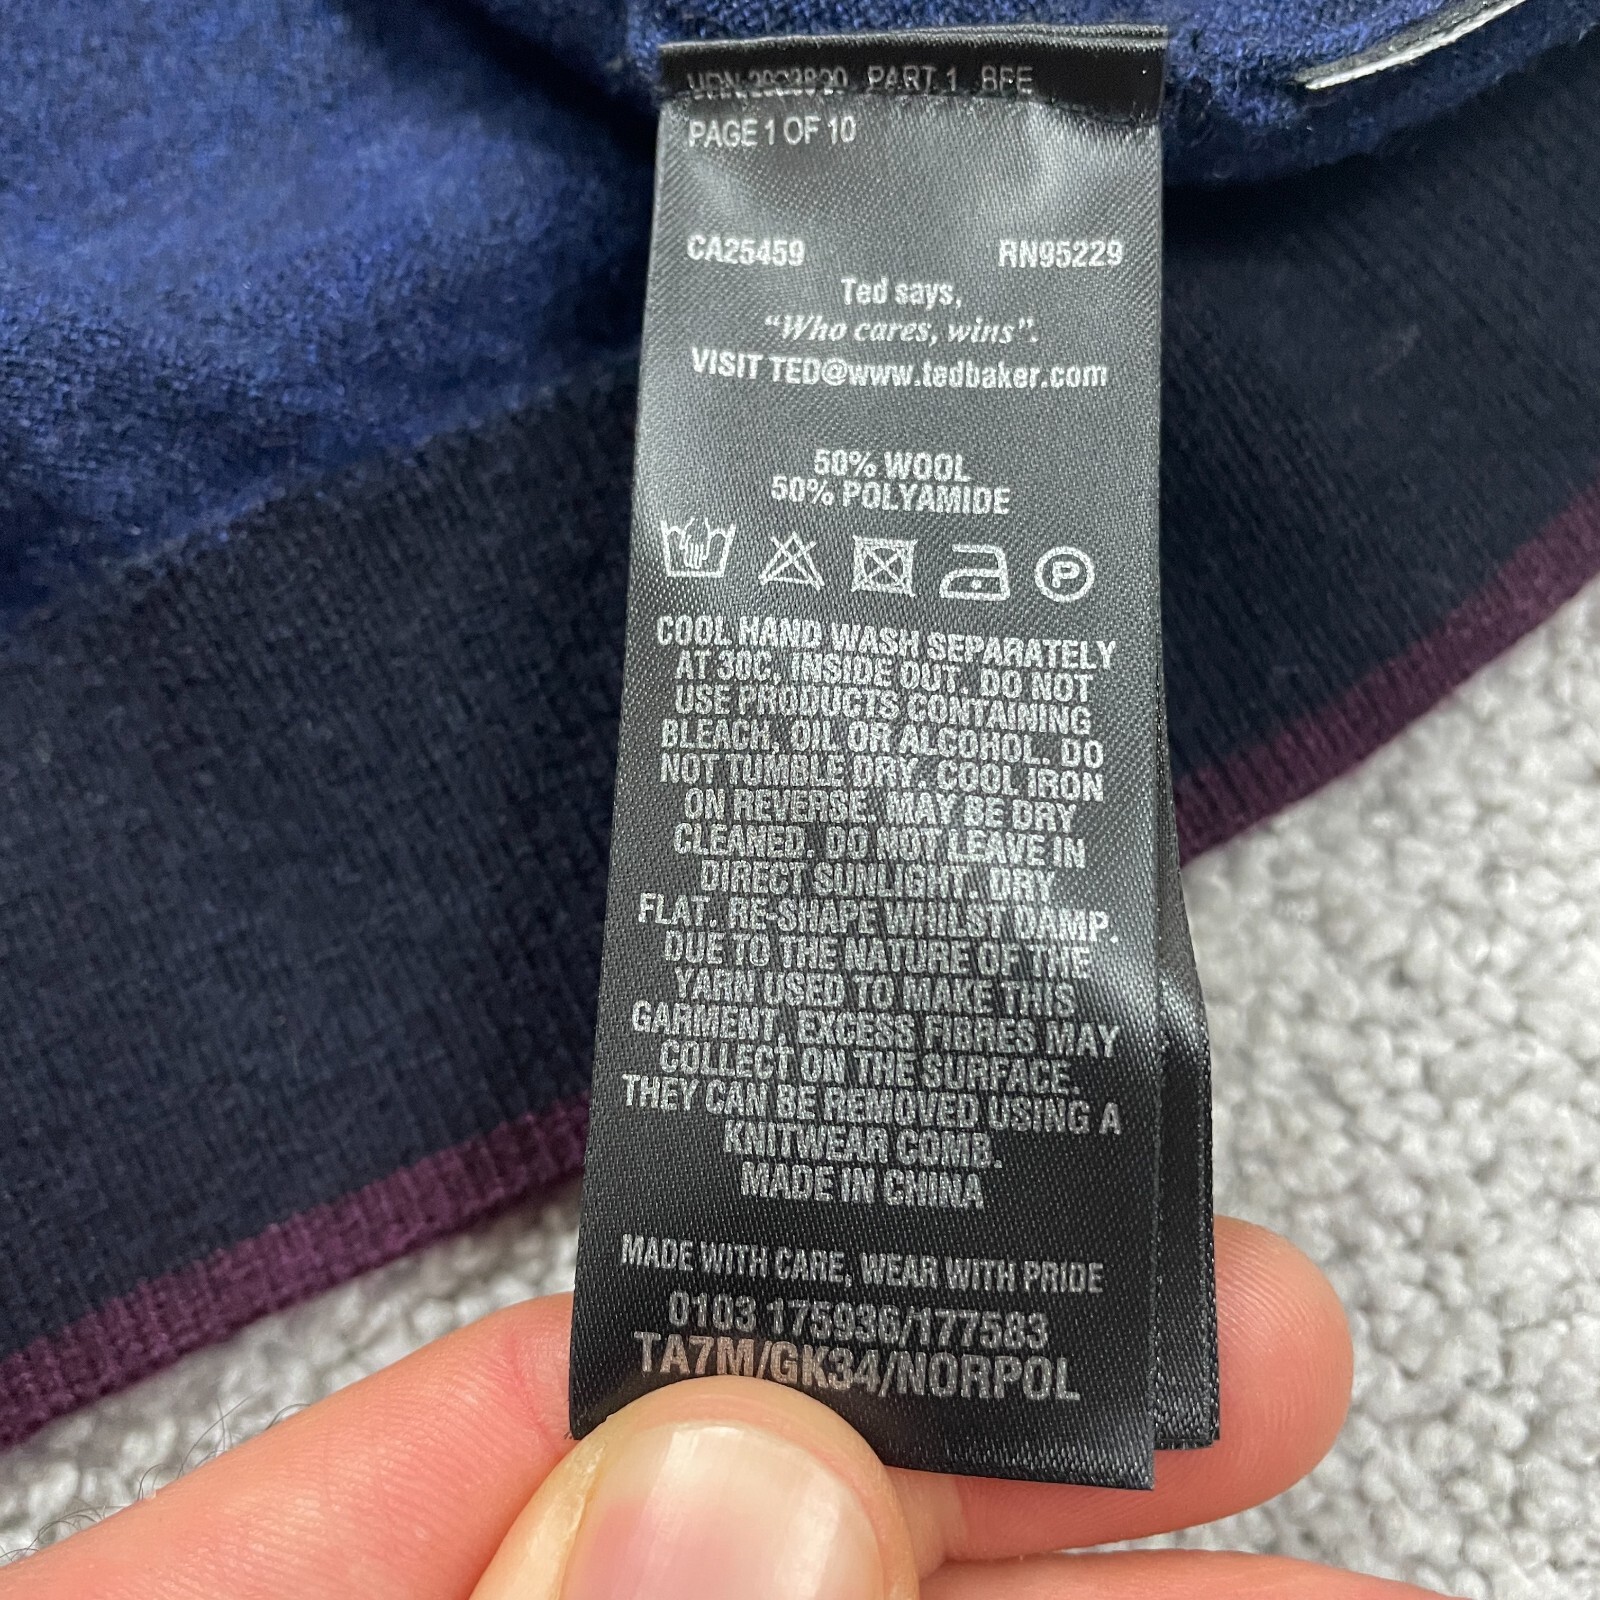 PART 1 BFE
PAGE 1 OF 10
CA25459 RN95229
Ted says,
“Who cares, wins”.
VISIT TED@www.tedbaker.com
50% WOOL
50% POLYAMIDE
P
COOL HAND WASH SEPARATELY
AT 30C. INSIDE OUT. DO NOT
USE PRODUCTS CONTAINING
BLEACH, OIL OR ALCOHOL. DO
NOT TUMBLE DRY. COOL IRON
ON REVERSE. MAY BE DRY
CLEANED. DO NOT LEAVE IN
DIRECT SUNLIGHT. DRY
FLAT. RE-SHAPE WHILST DAMP.
DUE TO THE NATURE OF THE
YARN USED TO MAKE THIS
GARMENT, EXCESS FIBRES MAY
COLLECT ON THE SURFACE.
THEY CAN BE REMOVED USING A
KNITWEAR COMB.
MADE IN CHINA
MADE WITH CARE, WEAR WITH PRIDE
0103 175936/177583
TA7M/GK34/NORPOL